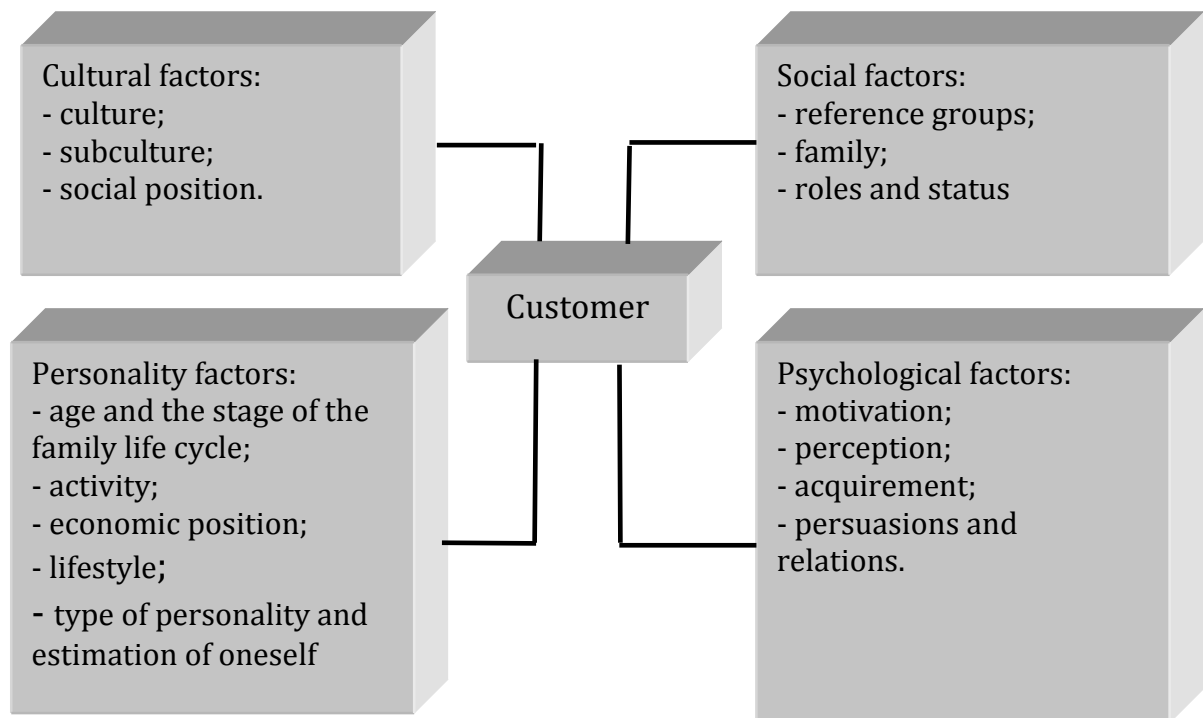 Cultural factors:
- culture;
- subculture;
- social position.
Social factors:
- reference groups;
- family;
- roles and status
Customer
Personality factors:
- age and the stage of the
family life cycle;
- activity;
- economic position;
- lifestyle;
- type of personality and
estimation of oneself
Psychological factors:
- motivation;
- perception;
- acquirement;
- persuasions and
relations.